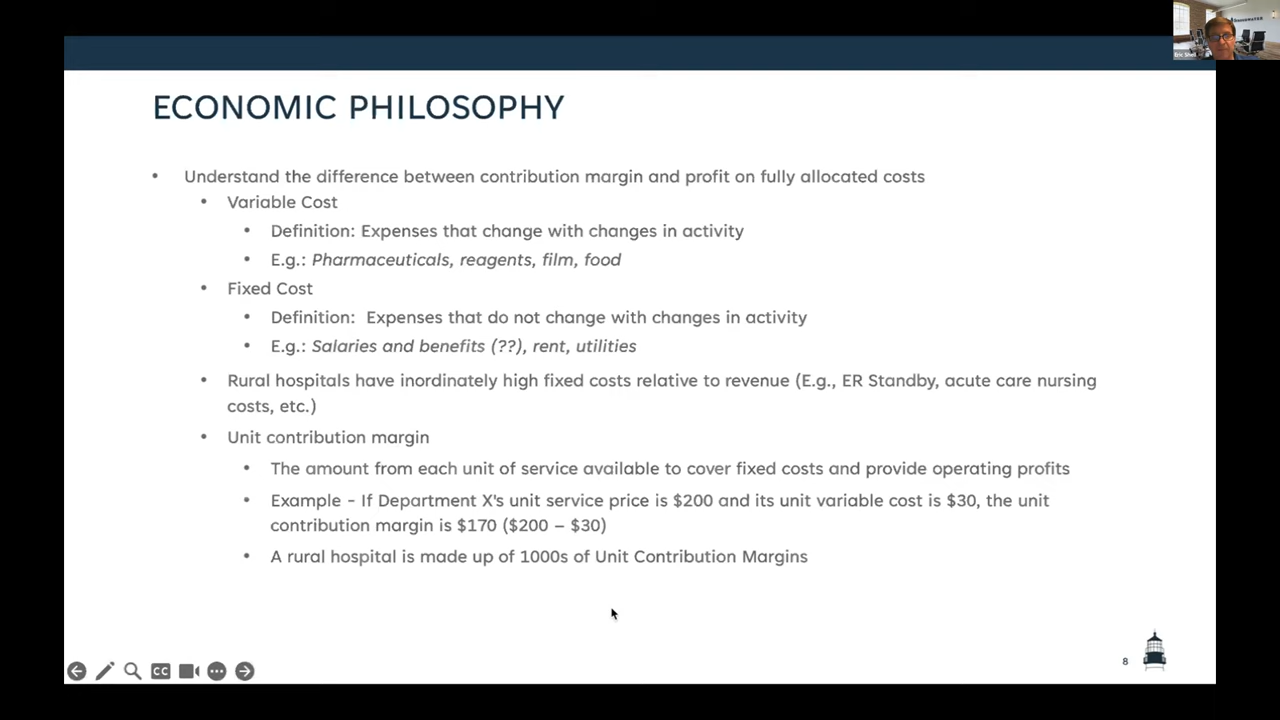 ECONOMIC PHILOSOPHY
• Understand the difference between contribution margin and profit on fully allocated costs
• Variable Cost
• Definition: Expenses that change with changes in activity
• E.g.: Pharmaceuticals, reagents, film, food
• Fixed Cost
• Definition: Expenses that do not change with changes in activity
• E.g.: Salaries and benefits (??), rent, utilities
• Rural hospitals have inordinately high fixed costs relative to revenue (E.g., ER Standby, acute care nursing
costs, etc.)
• Unit contribution margin
• The amount from each unit of service available to cover fixed costs and provide operating profits
• Example - If Department X's unit service price is $200 and its unit variable cost is $30, the unit
contribution margin is $170 ($200 – $30)
• A rural hospital is made up of 1000s of Unit Contribution Margins
8
CC